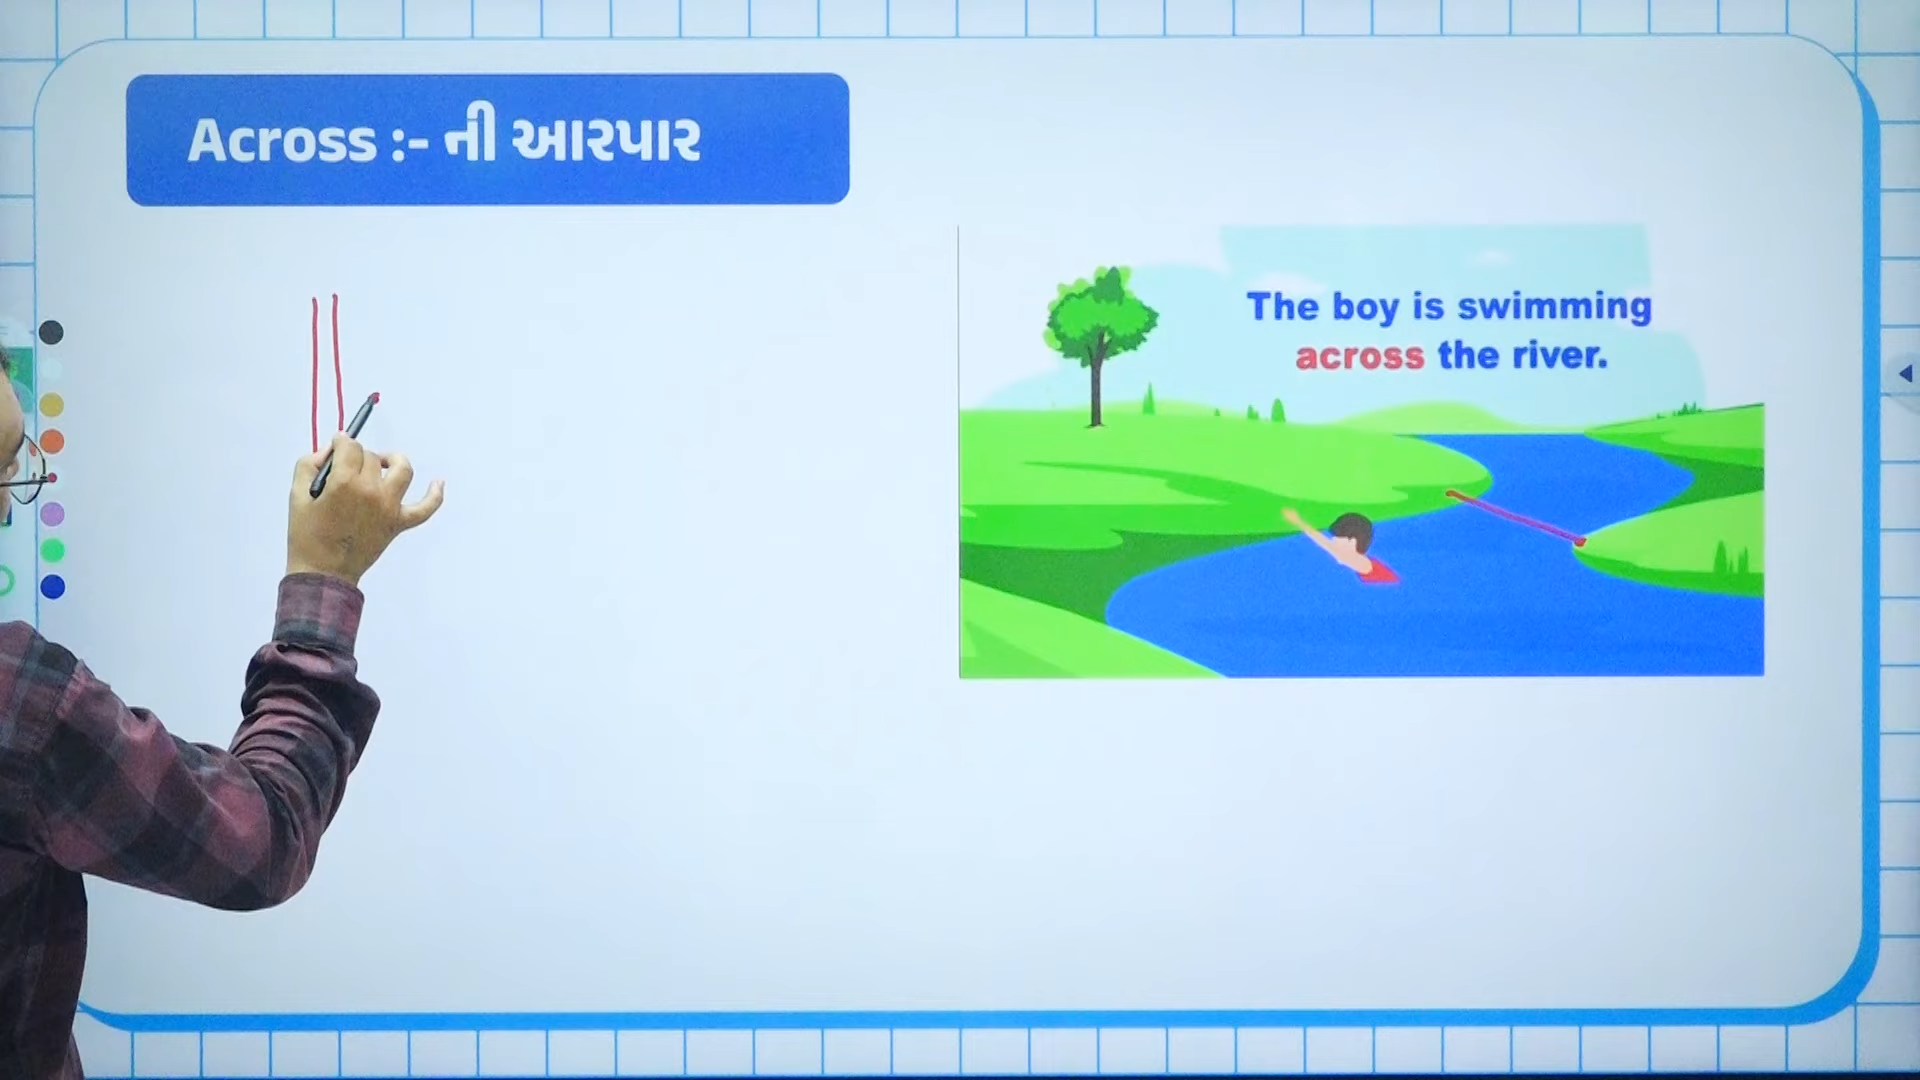 Across :- ની આરપાર
The boy is swimming
across the river.